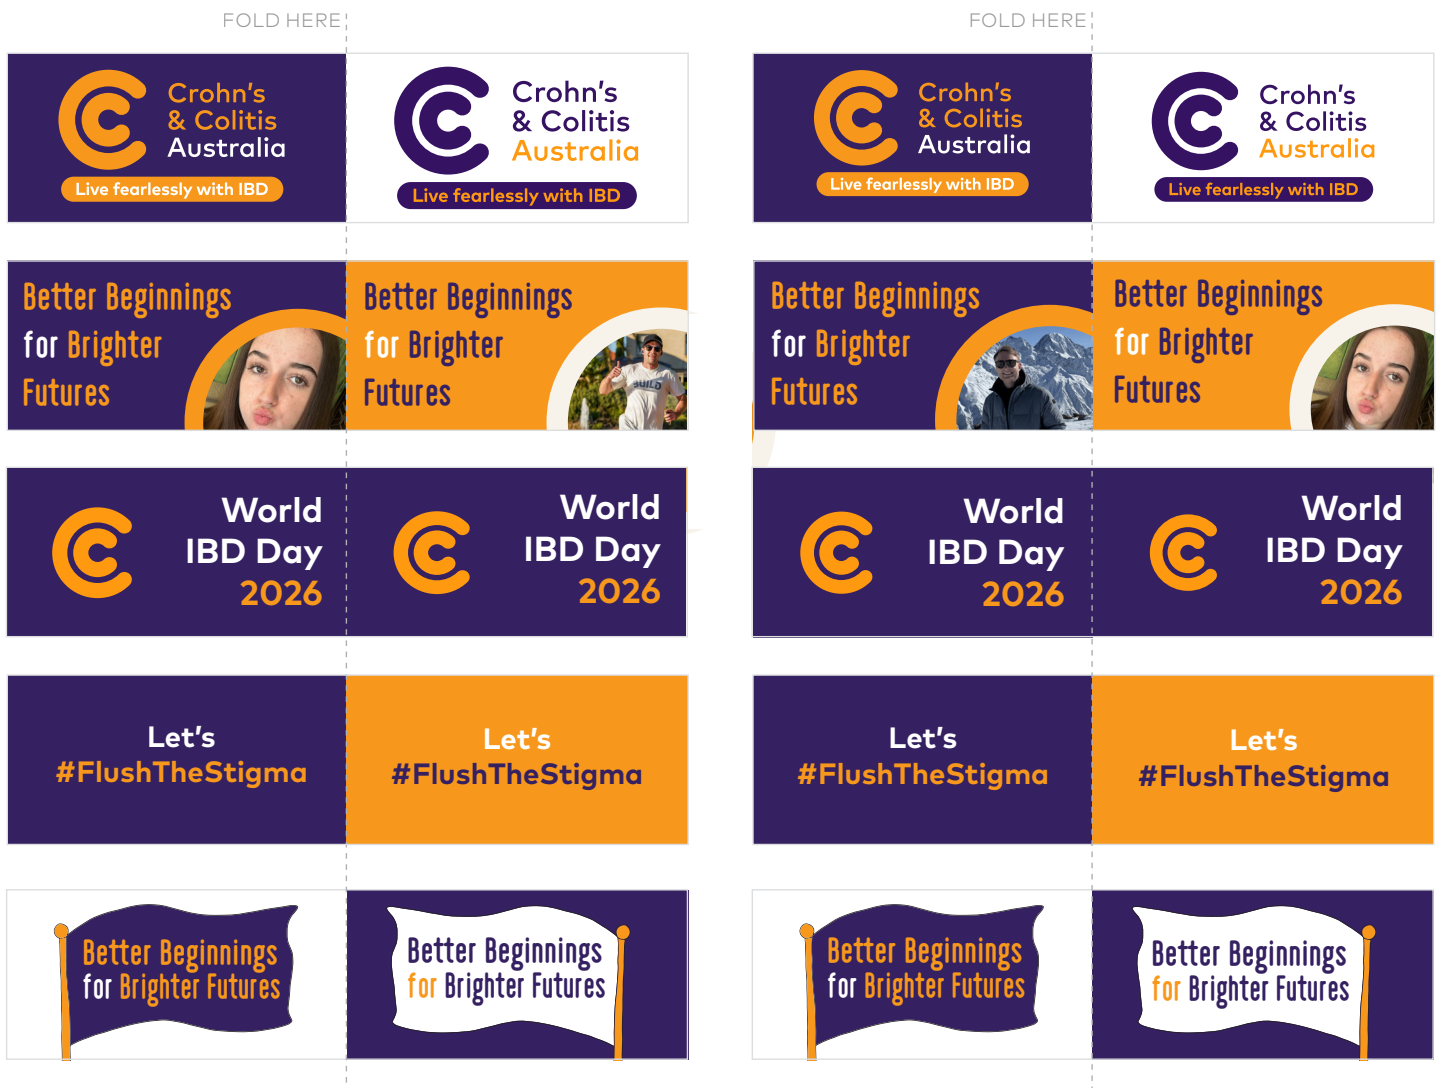 FOLD HERE
FOLD HERE
Crohn's
& Colitis
Australia
Live fearlessly with IBD
Crohn's
& Colitis
Australia
Live fearlessly with IBD
Crohn's
& Colitis
Australia
Live fearlessly with IBD
Crohn's
& Colitis
Australia
Live fearlessly with IBD
Better Beginnings
for Brighter
Futures
Better Beginnings
for Brighter
Futures
BUILD
Better Beginnings
for Brighter
Futures
Better Beginnings
for Brighter
Futures
World
IBD Day
2026
World
IBD Day
2026
World
IBD Day
2026
World
IBD Day
2026
Let's
#FlushTheStigma
Let's
#FlushTheStigma
Let's
#FlushTheStigma
Let's
#FlushTheStigma
Better Beginnings
for Brighter Futures
Better Beginnings
for Brighter Futures
Better Beginnings
for Brighter Futures
Better Beginnings
for Brighter Futures